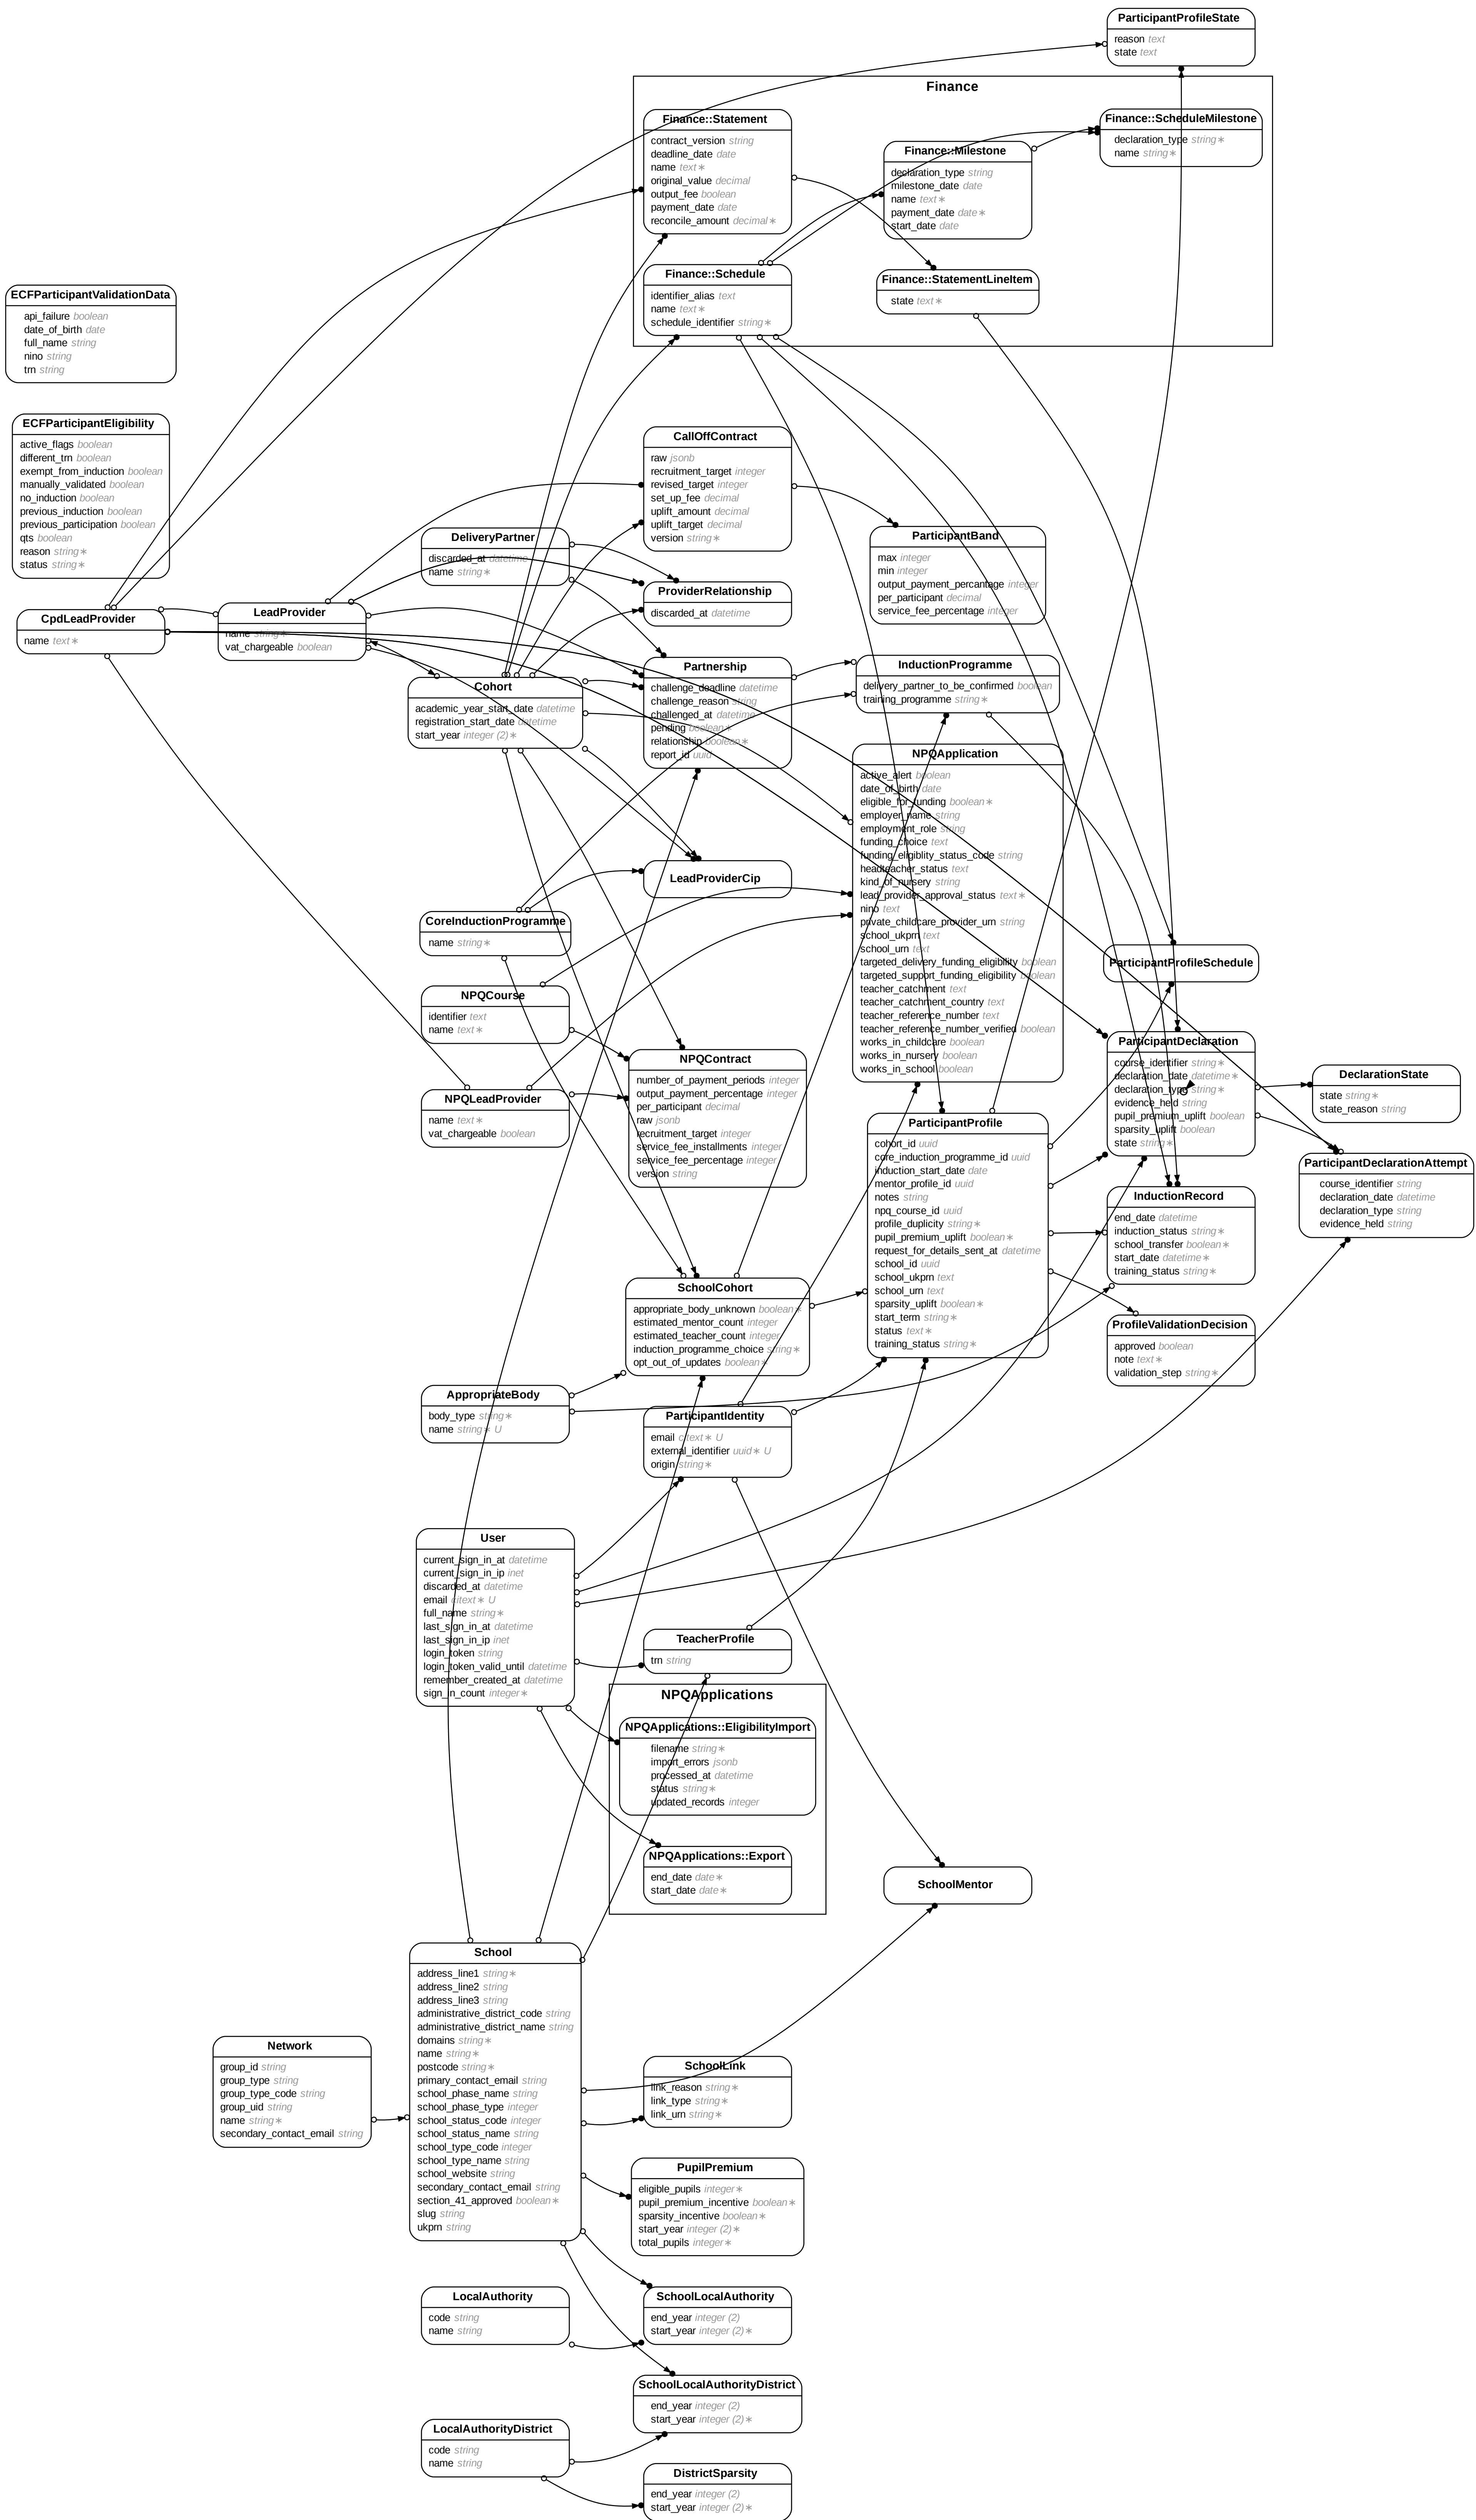 ParticipantProfileState
reason text
state text
Finance
Finance::Statement
contract_version string
deadline_date date
name text∗
original_value decimal
output_fee boolean
payment_date date
reconcile_amount decimal∗
Finance::Milestone
declaration_type string
milestone_date date
name text∗
payment_date date∗
start_date date
Finance::ScheduleMilestone
declaration_type string∗
name string∗
Finance::Schedule
identifier_alias text
name text∗
schedule_identifier string∗
Finance::StatementLineItem
state text∗
ECFParticipantValidationData
api_failure boolean
date_of_birth date
full_name string
nino string
trn string
ECFParticipantEligibility
active_flags boolean
different_trn boolean
exempt_from_induction boolean
manually_validated boolean
no_induction boolean
previous_induction boolean
previous_participation boolean
qts boolean
reason string∗
status string∗
CallOffContract
raw jsonb
recruitment_target integer
revised_target integer
set_up_fee decimal
uplift_amount decimal
uplift_target decimal
version string∗
DeliveryPartner
discarded_at datetime
name string∗
ParticipantBand
max integer
min integer
output_payment_percantage integer
per_participant decimal
service_fee_percentage integer
ProviderRelationship
discarded_at datetime
CpdLeadProvider
name text∗
LeadProvider
name string∗
vat_chargeable boolean
Cohort
academic_year_start_date datetime
registration_start_date datetime
start_year integer (2)∗
Partnership
challenge_deadline datetime
challenge_reason string
challenged_at datetime
pending boolean∗
relationship boolean∗
report_id uuid
InductionProgramme
delivery_partner_to_be_confirmed boolean
training_programme string∗
NPQApplication
active_alert boolean
date_of_birth date
eligible_for_funding boolean∗
employer_name string
employment_role string
funding_choice text
funding_eligiblity_status_code string
headteacher_status text
kind_of_nursery string
lead_provider_approval_status text∗
nino text
private_childcare_provider_urn string
school_ukprn text
school_urn text
targeted_delivery_funding_eligibility boolean
targeted_support_funding_eligibility boolean
teacher_catchment text
teacher_catchment_country text
teacher_reference_number text
teacher_reference_number_verified boolean
works_in_childcare boolean
works_in_nursery boolean
works_in_school boolean
LeadProviderCip
CoreInductionProgramme
name string∗
ParticipantProfileSchedule
NPQCourse
identifier text
name text∗
NPQContract
number_of_payment_periods integer
output_payment_percentage integer
per_participant decimal
raw jsonb
recruitment_target integer
service_fee_installments integer
service_fee_percentage integer
version string
NPQLeadProvider
name text∗
vat_chargeable boolean
ParticipantDeclaration
course_identifier string∗
declaration_date datetime∗
declaration_type string∗
evidence_held string
pupil_premium_uplift boolean
sparsity_uplift boolean
state string∗
DeclarationState
state string∗
state_reason string
ParticipantProfile
cohort_id uuid
core_induction_programme_id uuid
induction_start_date date
mentor_profile_id uuid
notes string
npq_course_id uuid
profile_duplicity string∗
pupil_premium_uplift boolean∗
request_for_details_sent_at datetime
school_id uuid
school_ukprn text
school_urn text
sparsity_uplift boolean∗
start_term string∗
status text∗
training_status string∗
ParticipantDeclarationAttempt
course_identifier string
declaration_date datetime
declaration_type string
evidence_held string
InductionRecord
end_date datetime
induction_status string∗
school_transfer boolean∗
start_date datetime∗
training_status string∗
SchoolCohort
appropriate_body_unknown boolean∗
estimated_mentor_count integer
estimated_teacher_count integer
induction_programme_choice string∗
opt_out_of_updates boolean∗
ProfileValidationDecision
approved boolean
note text∗
validation_step string∗
AppropriateBody
body_type string∗
name string∗ U
ParticipantIdentity
email citext∗ U
external_identifier uuid∗ U
origin string∗
User
current_sign_in_at datetime
current_sign_in_ip inet
discarded_at datetime
email citext∗ U
full_name string∗
last_sign_in_at datetime
last_sign_in_ip inet
login_token string
login_token_valid_until datetime
remember_created_at datetime
sign_in_count integer∗
TeacherProfile
trn string
NPQApplications
NPQApplications::EligibilityImport
filename string∗
import_errors jsonb
processed_at datetime
status string∗
updated_records integer
NPQApplications::Export
end_date date∗
start_date date∗
SchoolMentor
School
address_line1 string∗
address_line2 string
address_line3 string
administrative_district_code string
administrative_district_name string
domains string∗
name string∗
postcode string∗
primary_contact_email string
school_phase_name string
school_phase_type integer
school_status_code integer
school_status_name string
school_type_code integer
school_type_name string
school_website string
secondary_contact_email string
section_41_approved boolean∗
slug string
ukprn string
Network
group_id string
group_type string
group_type_code string
group_uid string
name string∗
secondary_contact_email string
SchoolLink
link_reason string∗
link_type string∗
link_urn string∗
PupilPremium
eligible_pupils integer∗
pupil_premium_incentive boolean∗
sparsity_incentive boolean∗
start_year integer (2)∗
total_pupils integer∗
LocalAuthority
code string
name string
SchoolLocalAuthority
end_year integer (2)
start_year integer (2)∗
SchoolLocalAuthorityDistrict
end_year integer (2)
start_year integer (2)∗
LocalAuthorityDistrict
code string
name string
DistrictSparsity
end_year integer (2)
start_year integer (2)∗